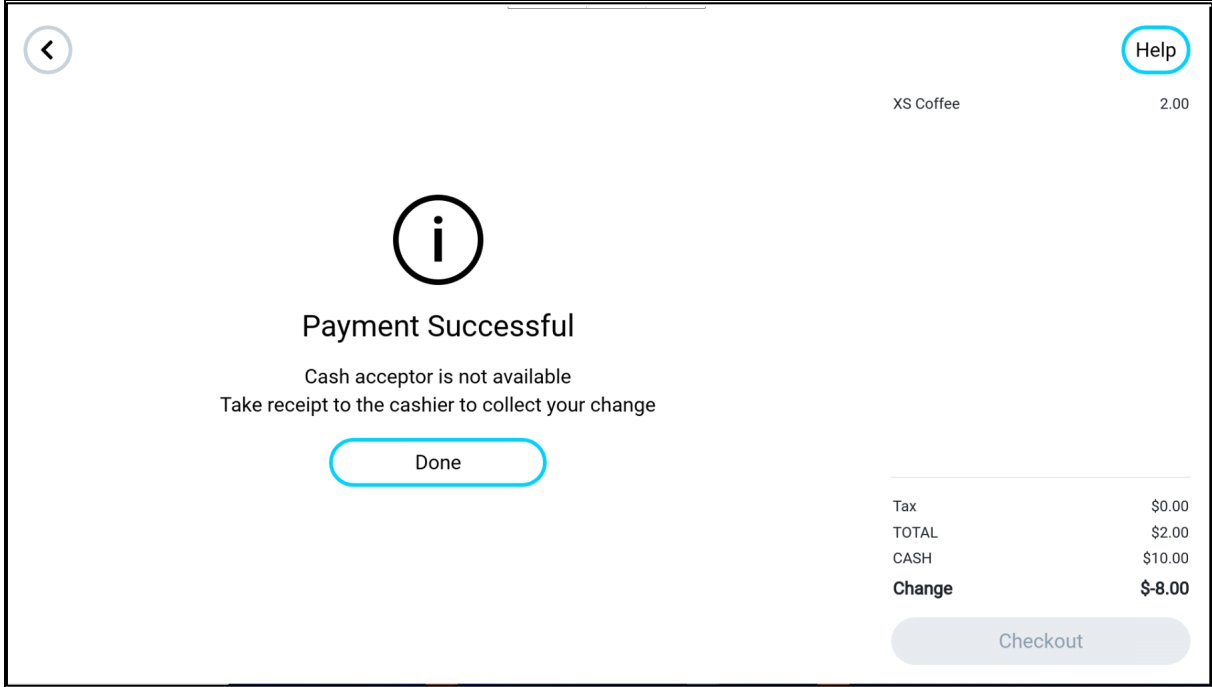 Help
XS Coffee 2.00
i
Payment Successful
Cash acceptor is not available
Take receipt to the cashier to collect your change
Done
Tax $0.00
TOTAL $2.00
CASH $10.00
Change $-8.00
Checkout